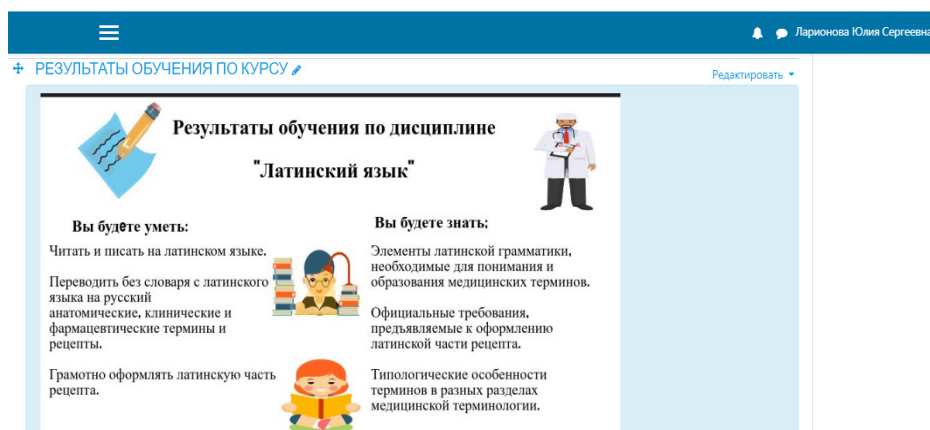 Ларионова Юлия Сергеевна
РЕЗУЛЬТАТЫ ОБУЧЕНИЯ ПО КУРСУ
Редактировать
Результаты обучения по дисциплине
"Латинский язык"
Вы будете уметь:
Читать и писать на латинском языке.
Переводить без словаря с латинского
языка на русский
анатомические, клинические и
фармацевтические термины и
рецепты.
Грамотно оформлять латинскую часть
рецепта.
Вы будете знать:
Элементы латинской грамматики,
необходимые для понимания и
образования медицинских терминов.
Официальные требования,
предъявляемые к оформлению
латинской части рецепта.
Типологические особенности
терминов в разных разделах
медицинской терминологии.